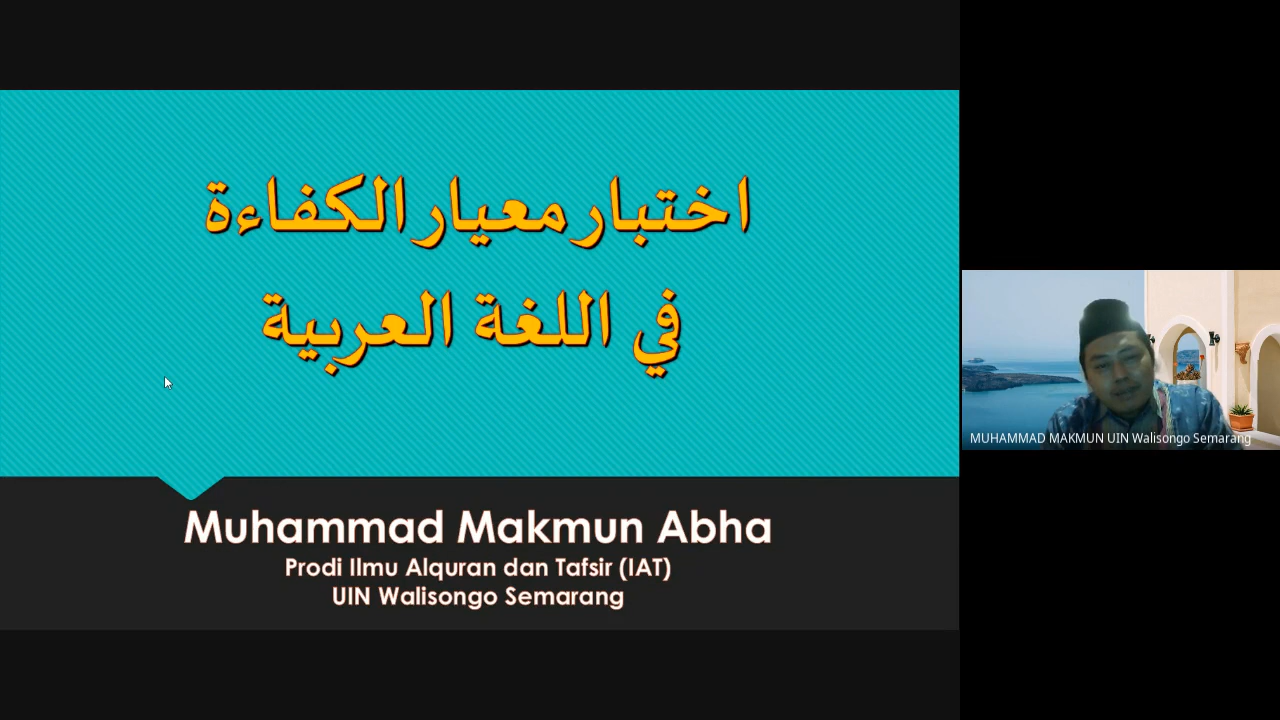 اختبار معيار الكفاءة
في اللغة العربية
Muhammad Makmun Abha
Prodi Ilmu Alquran dan Tafsir (IAT)
UIN Walisongo Semarang
MUHAMMAD MAKMUN UIN Walisongo Semarang